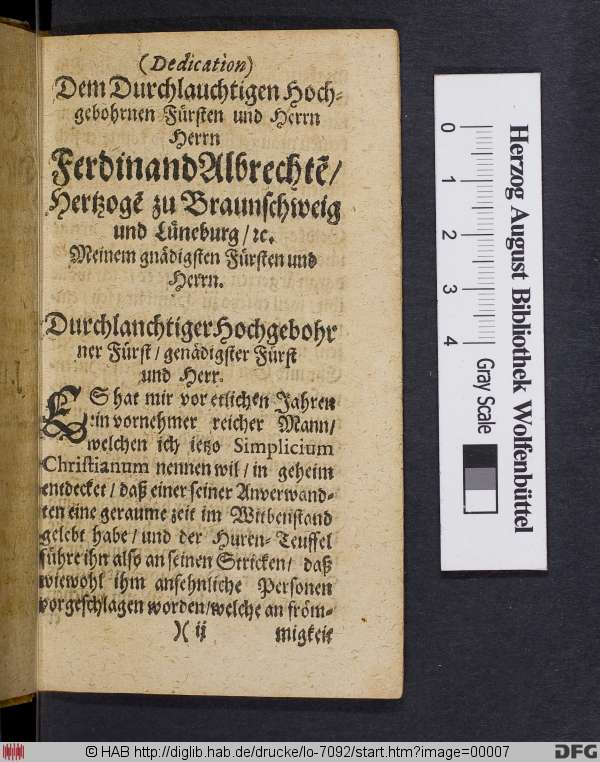 (Dedication)
Dem Durchlauchtigen Hoch-
gebohrnen Fürsten und Herrn
Herrn
Ferdinand Albrechtē/
Hertzogē zu Braunschweig
und Lüneburg/ ꝛc.
Meinem gnädigsten Fürsten und
Herrn.
Durchlanchtiger Hochgebohr
ner Fürst/ genädigster Fürst
und Herr.
ES hat mir vor etlichen Jahren
ein vornehmer reicher Mann/
welchen ich ietzo Simplicium
Christianum nennen wil/ in geheim
entdecket/ daß einer seiner Anverwand-
ten eine geraume zeit im Witbenstand
gelebt habe/ und der Huren-Teuffel
führe ihn also an seinen Stricken/ daß
wiewohl ihm ansehnliche Personen
vorgeschlagen worden/ welche an fröm-
)( ij migkeit
Herzog August Bibliothek Wolfenbüttel
0 1 2 3 4
Gray Scale
© HAB http://diglib.hab.de/drucke/lo-7092/start.htm?image=00007
DFG